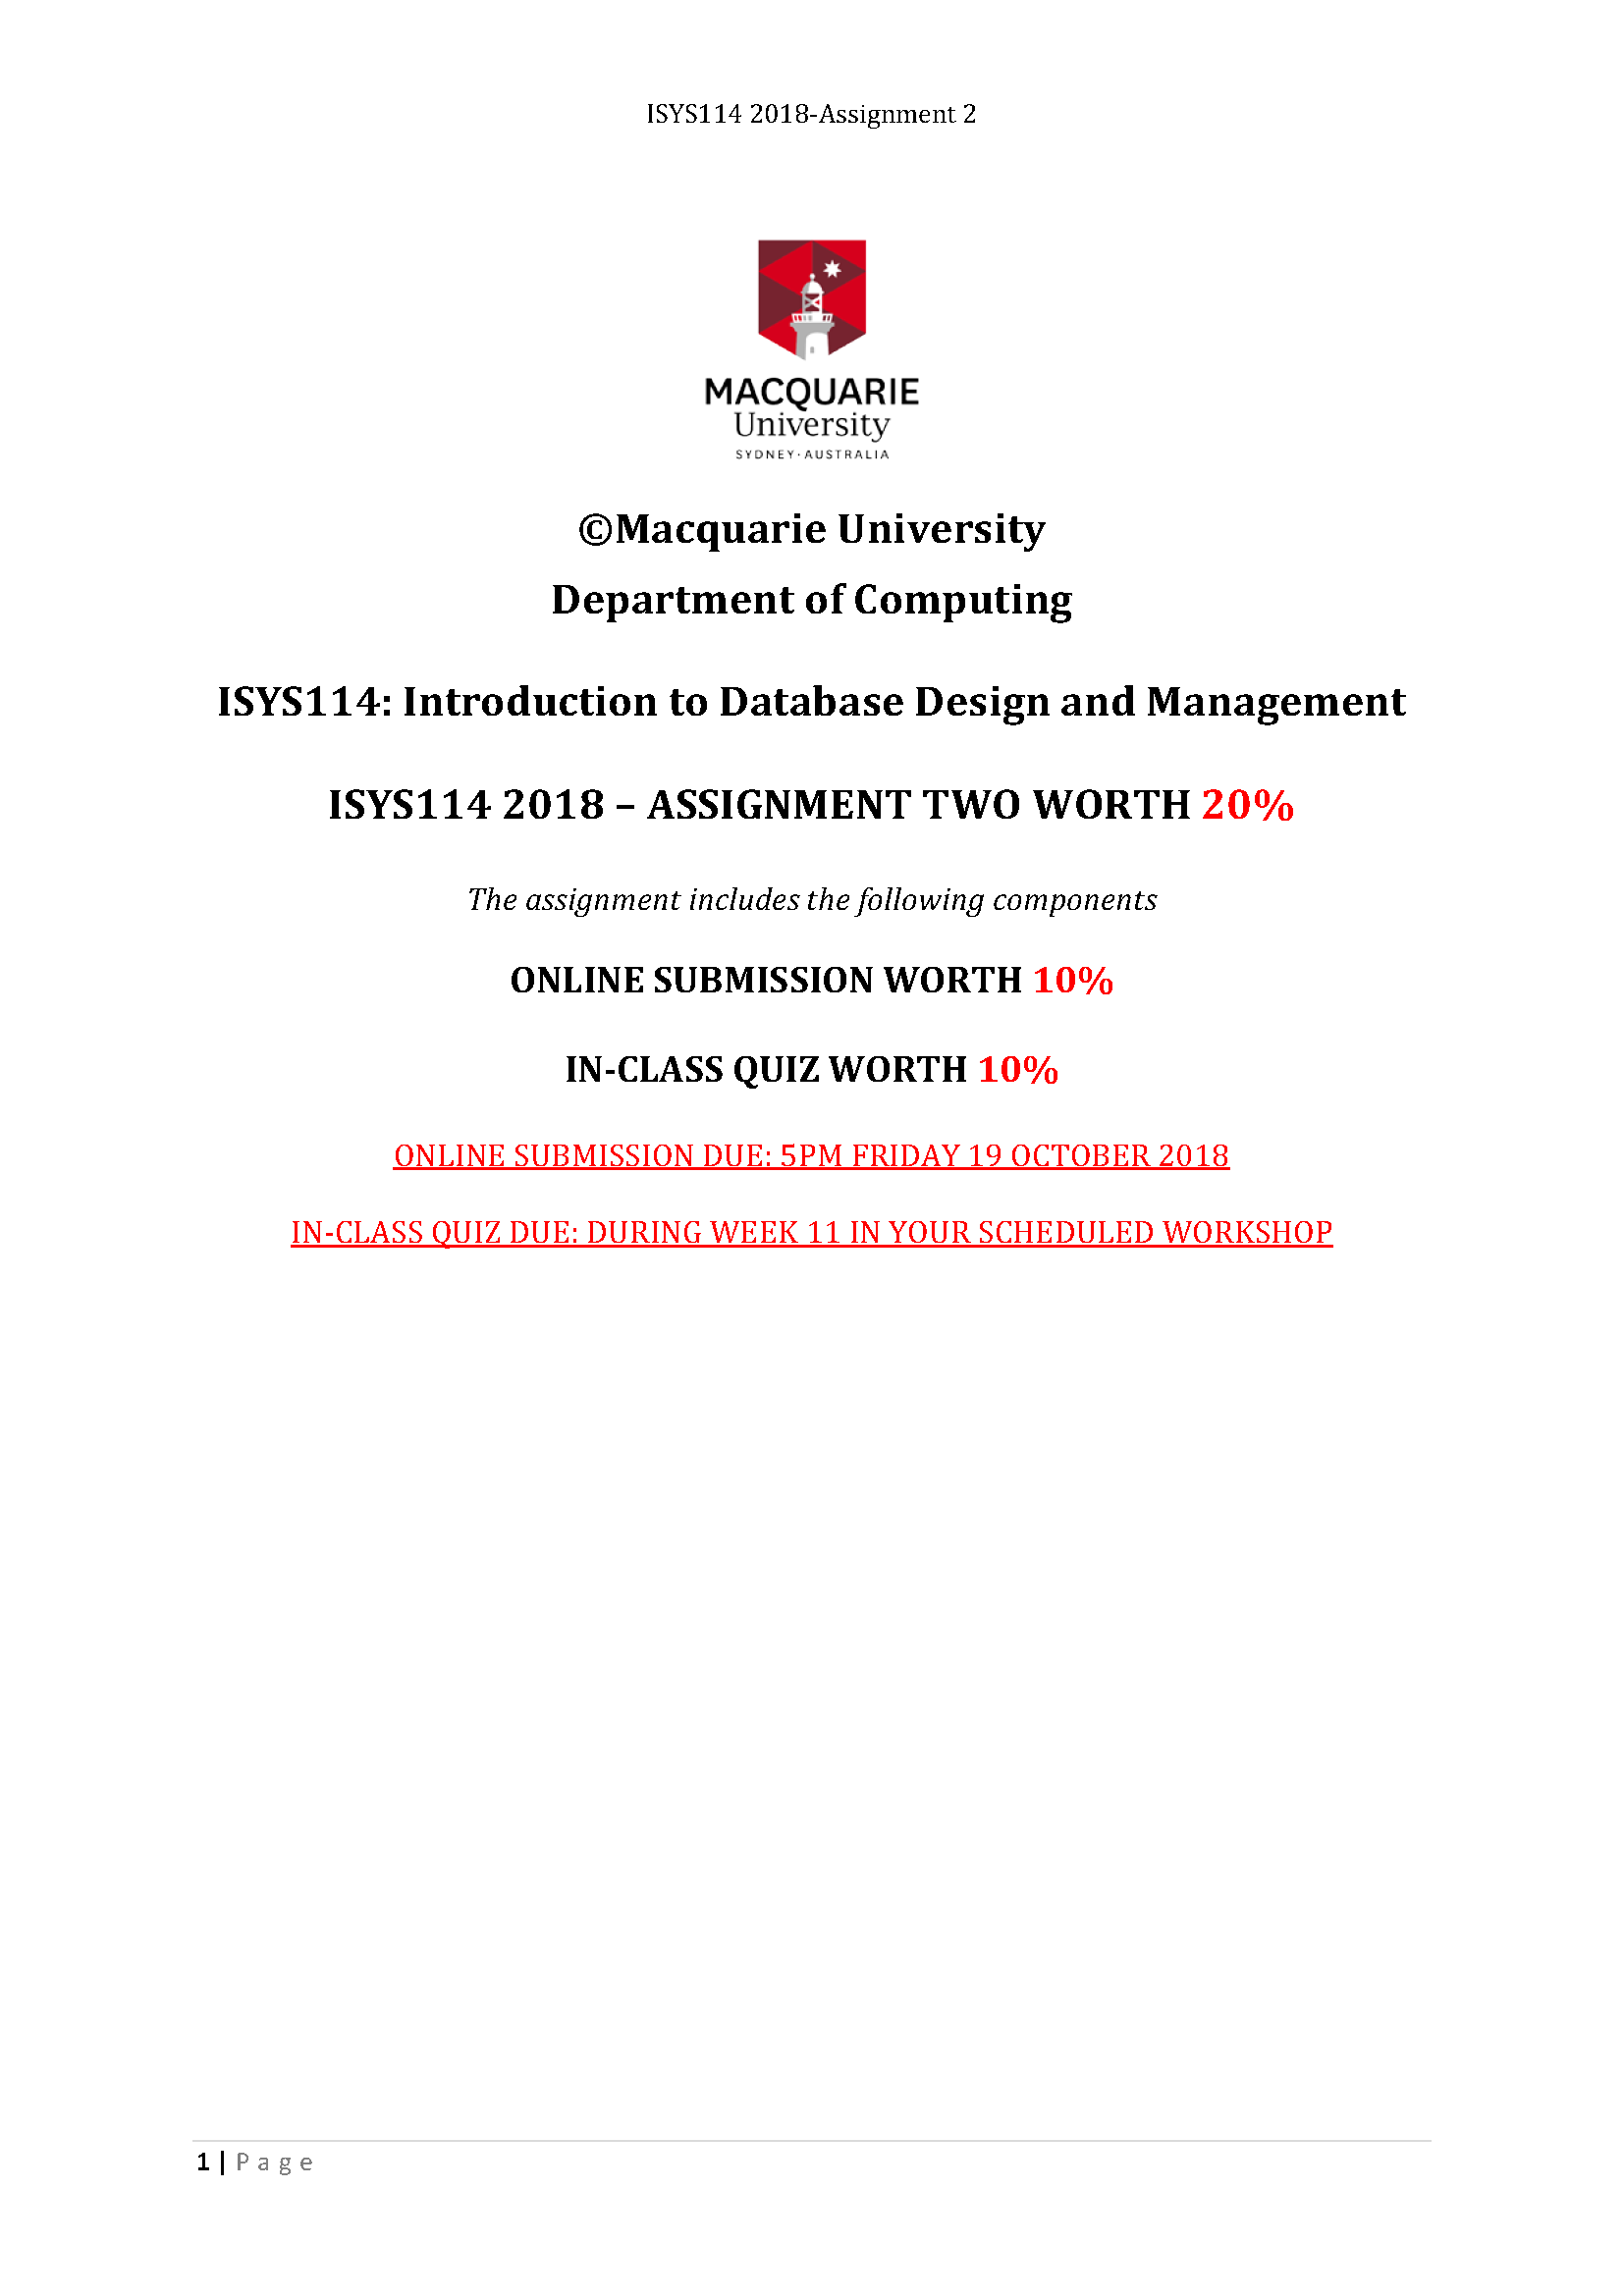 ISYS114 2018-Assignment 2
MACQUARIE
University
SYDNEY·AUSTRALIA
©Macquarie University
Department of Computing
ISYS114: Introduction to Database Design and Management
ISYS114 2018 – ASSIGNMENT TWO WORTH 20%
The assignment includes the following components
ONLINE SUBMISSION WORTH 10%
IN-CLASS QUIZ WORTH 10%
ONLINE SUBMISSION DUE: 5PM FRIDAY 19 OCTOBER 2018
IN-CLASS QUIZ DUE: DURING WEEK 11 IN YOUR SCHEDULED WORKSHOP
1 | P a g e